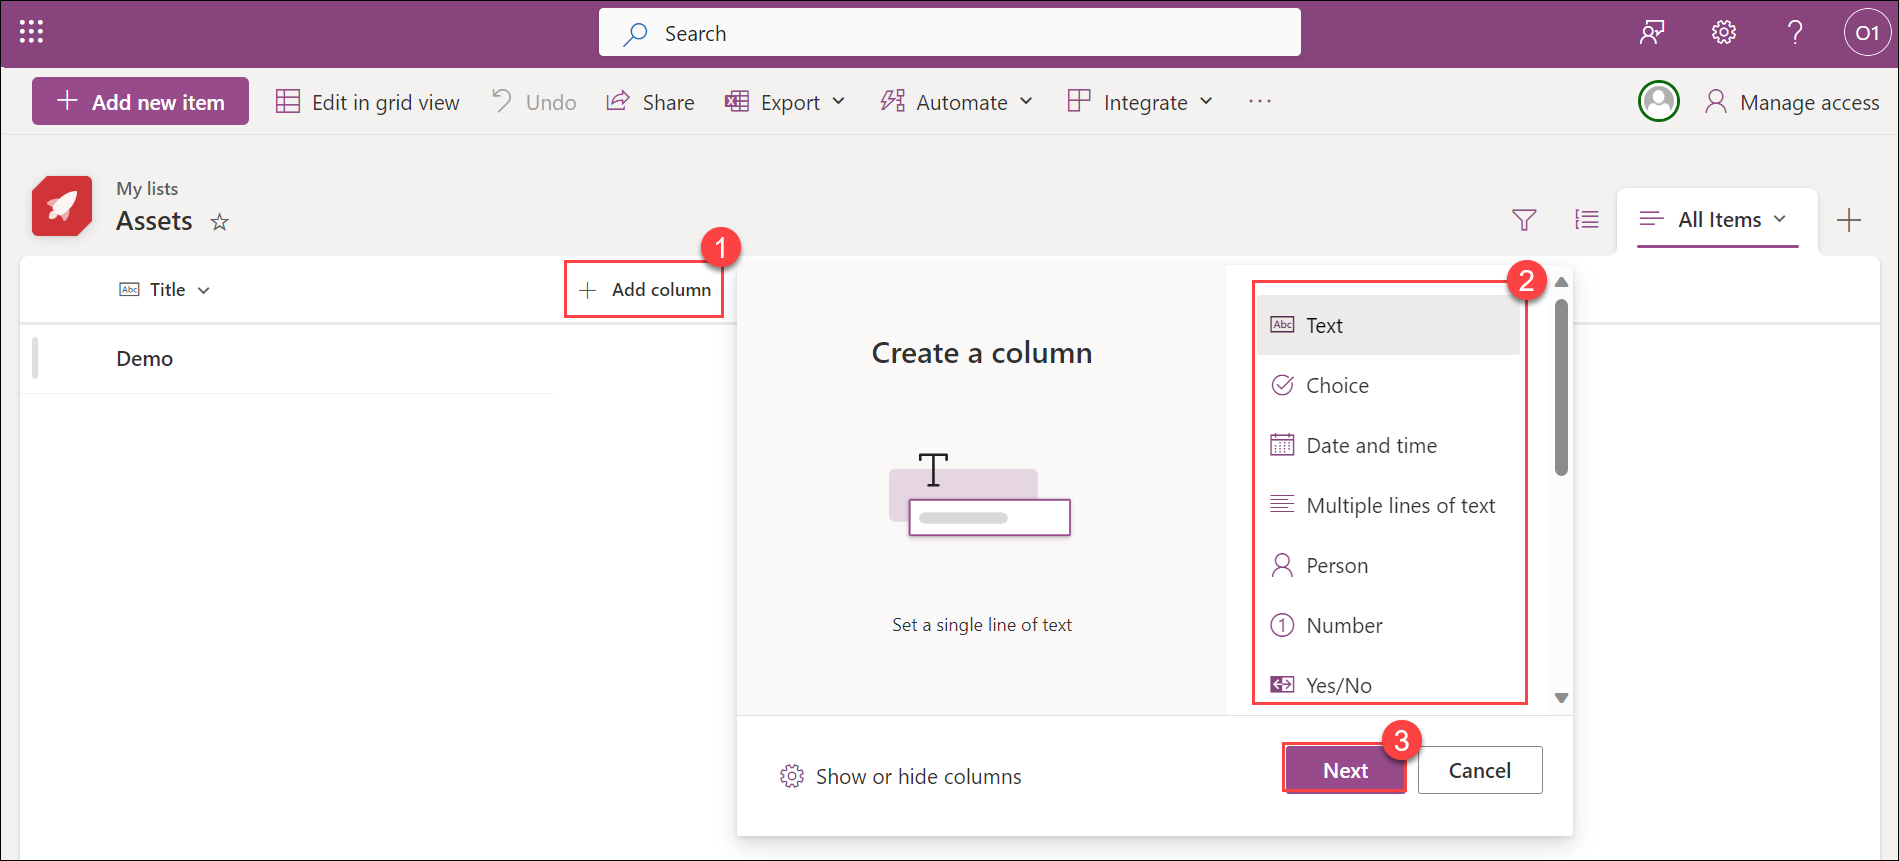 Search
O1
Add new item
Edit in grid view
Undo
Share
Export
Automate
Integrate
Manage access
My lists
Assets
All Items
Abc Title
1
Add column
Demo
Create a column
Set a single line of text
2
Abc Text
Choice
Date and time
Multiple lines of text
Person
1 Number
Yes/No
Show or hide columns
3
Next
Cancel